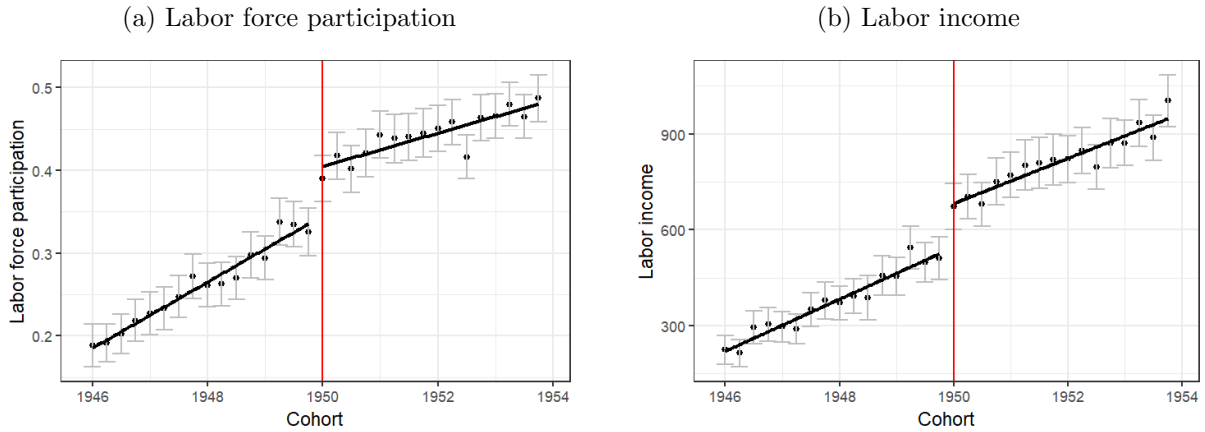 (a) Labor force participation
(b) Labor income
Labor force participation
0.5
0.4
0.3
0.2
1946
1948
1950
1952
1954
Cohort
Labor income
900
600
300
1946
1948
1950
1952
1954
Cohort